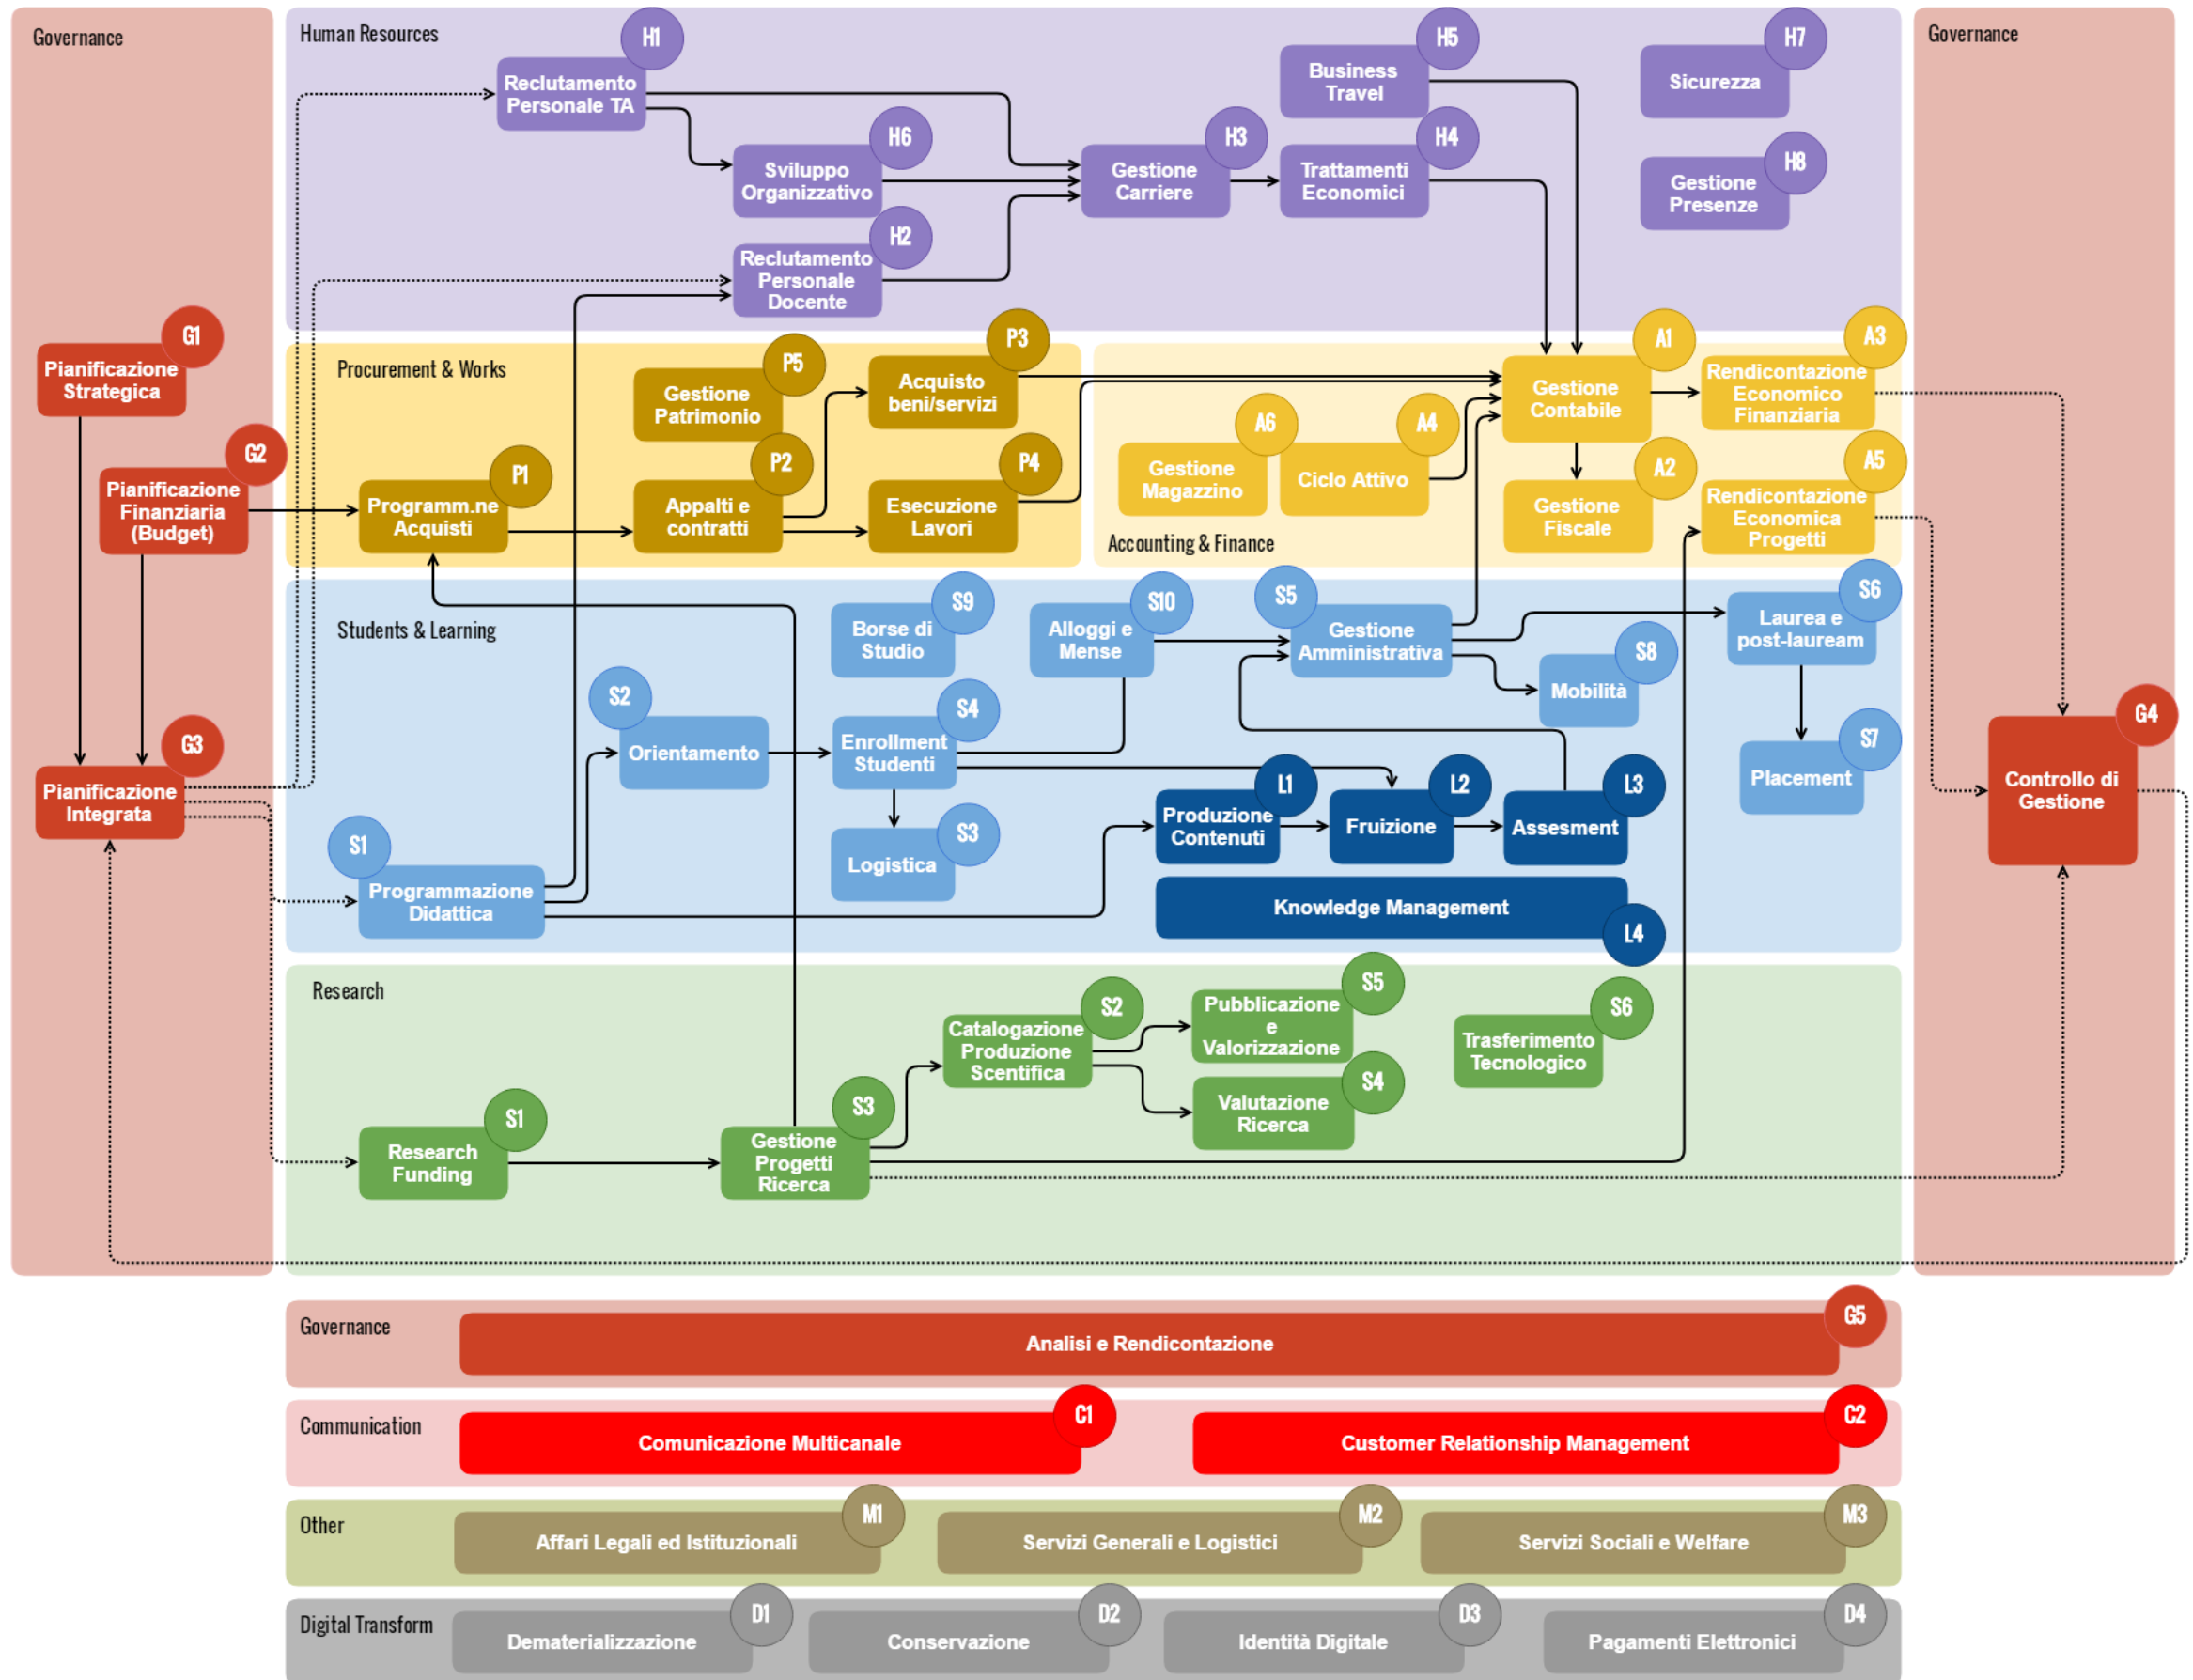 Governance
G1
Pianificazione
Strategica
G2
Pianificazione
Finanziaria
(Budget)
G3
Pianificazione
Integrata
Human Resources
H1
Reclutamento
Personale TA
H6
Sviluppo
Organizzativo
H2
Reclutamento
Personale
Docente
H3
Gestione
Carriere
H5
Business
Travel
H4
Trattamenti
Economici
H7
Sicurezza
H8
Gestione
Presenze
Procurement & Works
P1
Programm.ne
Acquisti
P5
Gestione
Patrimonio
P2
Appalti e
contratti
P3
Acquisto
beni/servizi
P4
Esecuzione
Lavori
Accounting & Finance
A6
Gestione
Magazzino
A4
Ciclo Attivo
A1
Gestione
Contabile
A2
Gestione
Fiscale
A3
Rendicontazione
Economico
Finanziaria
A5
Rendicontazione
Economica
Progetti
Students & Learning
S1
Programmazione
Didattica
S2
Orientamento
S9
Borse di
Studio
S4
Enrollment
Studenti
S3
Logistica
S10
Alloggi e
Mense
S5
Gestione
Amministrativa
S8
Mobilità
S6
Laurea e
post-lauream
S7
Placement
L1
Produzione
Contenuti
L2
Fruizione
L3
Assesment
Knowledge Management
L4
Research
S1
Research
Funding
S3
Gestione
Progetti
Ricerca
S2
Catalogazione
Produzione
Scentifica
S5
Pubblicazione
e
Valorizzazione
S4
Valutazione
Ricerca
S6
Trasferimento
Tecnologico
Governance
G4
Controllo di
Gestione
Governance
Analisi e Rendicontazione
G5
Communication
Comunicazione Multicanale
C1
Customer Relationship Management
C2
Other
Affari Legali ed Istituzionali
M1
Servizi Generali e Logistici
M2
Servizi Sociali e Welfare
M3
Digital Transform
Dematerializzazione
D1
Conservazione
D2
Identità Digitale
D3
Pagamenti Elettronici
D4